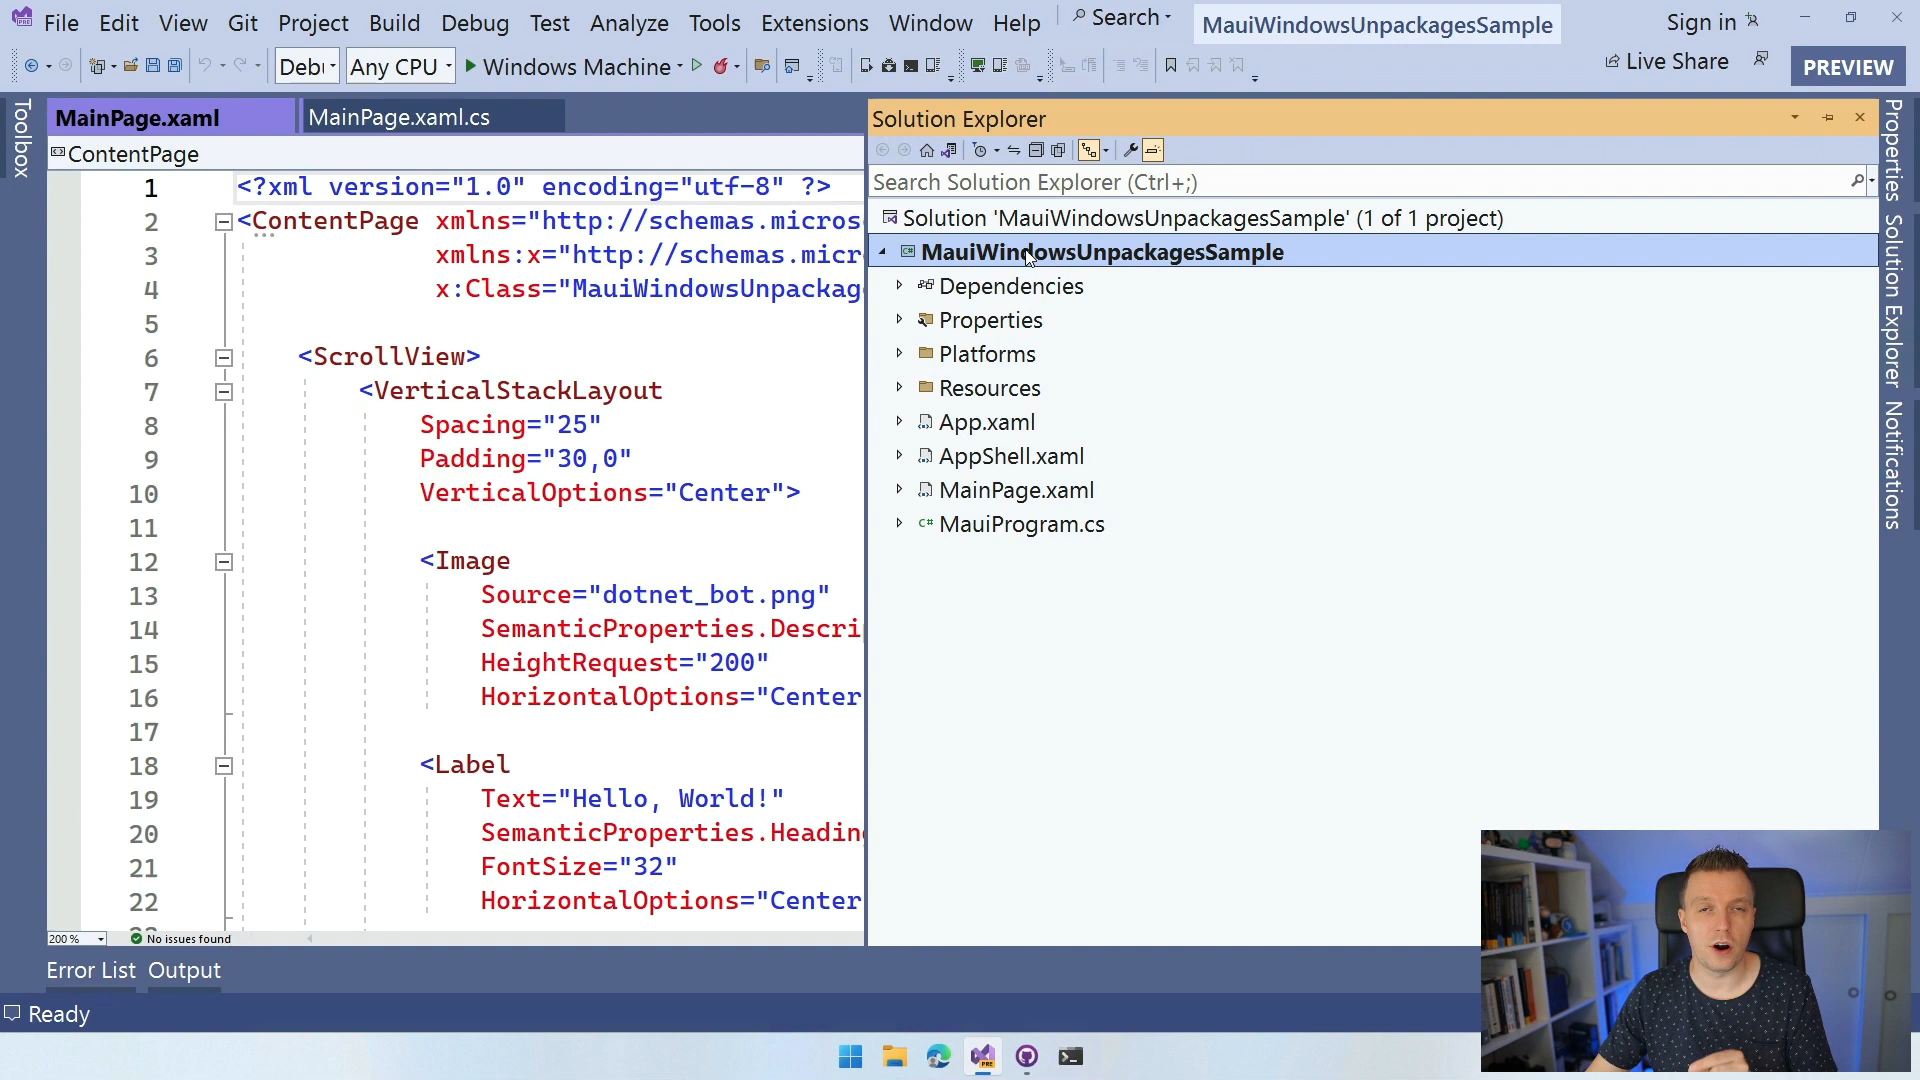 File Edit View Git Project Build Debug Test Analyze Tools Extensions Window Help Search MauiWindowsUnpackagesSample Sign in
Debu Any CPU Windows Machine Live Share PREVIEW
Toolbox
MainPage.xaml MainPage.xaml.cs
ContentPage
1 <?xml version="1.0" encoding="utf-8" ?>
2 <ContentPage xmlns="http://schemas.micros
3 xmlns:x="http://schemas.micr
4 x:Class="MauiWindowsUnpackag
5
6 <ScrollView>
7 <VerticalStackLayout
8 Spacing="25"
9 Padding="30,0"
10 VerticalOptions="Center">
11
12 <Image
13 Source="dotnet_bot.png"
14 SemanticProperties.Descri
15 HeightRequest="200"
16 HorizontalOptions="Center
17
18 <Label
19 Text="Hello, World!"
20 SemanticProperties.Headin
21 FontSize="32"
22 HorizontalOptions="Center
200 % No issues found
Solution Explorer
Search Solution Explorer (Ctrl+;)
Solution 'MauiWindowsUnpackagesSample' (1 of 1 project)
MauiWindowsUnpackagesSample
Dependencies
Properties
Platforms
Resources
App.xaml
AppShell.xaml
MainPage.xaml
C# MauiProgram.cs
Properties
Solution Explorer
Notifications
Error List Output
Ready